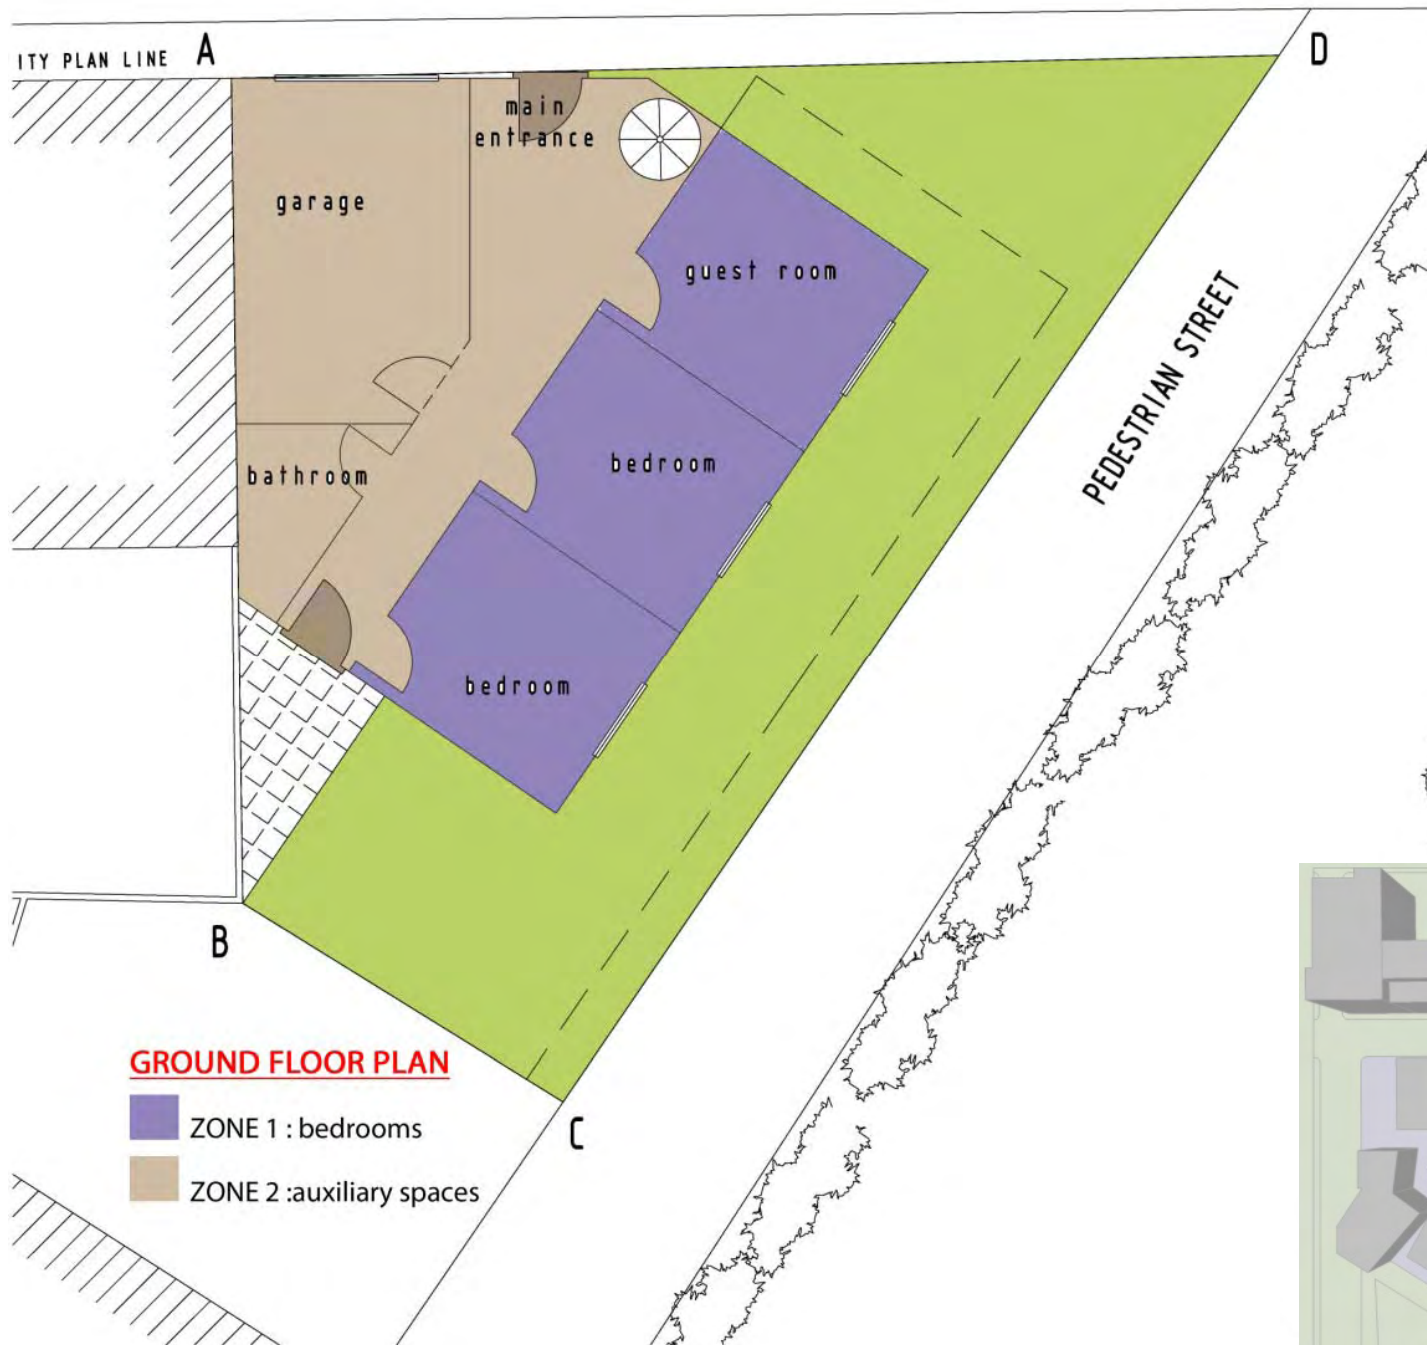 ITY PLAN LINE
A
D
main
entrance
garage
guest room
PEDESTRIAN STREET
bedroom
bathroom
bedroom
B
GROUND FLOOR PLAN
C
ZONE 1 : bedrooms
ZONE 2 :auxiliary spaces